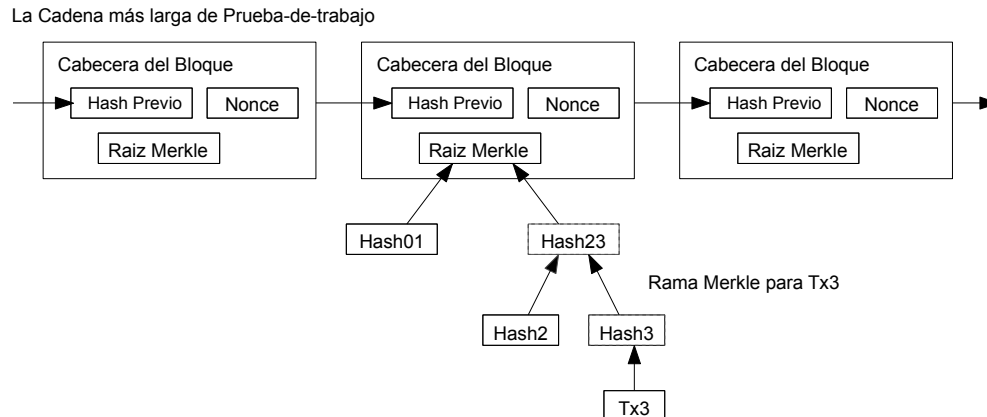 La Cadena más larga de Prueba-de-trabajo
Cabecera del Bloque
Hash Previo
Nonce
Raiz Merkle
Cabecera del Bloque
Hash Previo
Nonce
Raiz Merkle
Cabecera del Bloque
Hash Previo
Nonce
Raiz Merkle
Hash01
Hash23
Rama Merkle para Tx3
Hash2
Hash3
Tx3